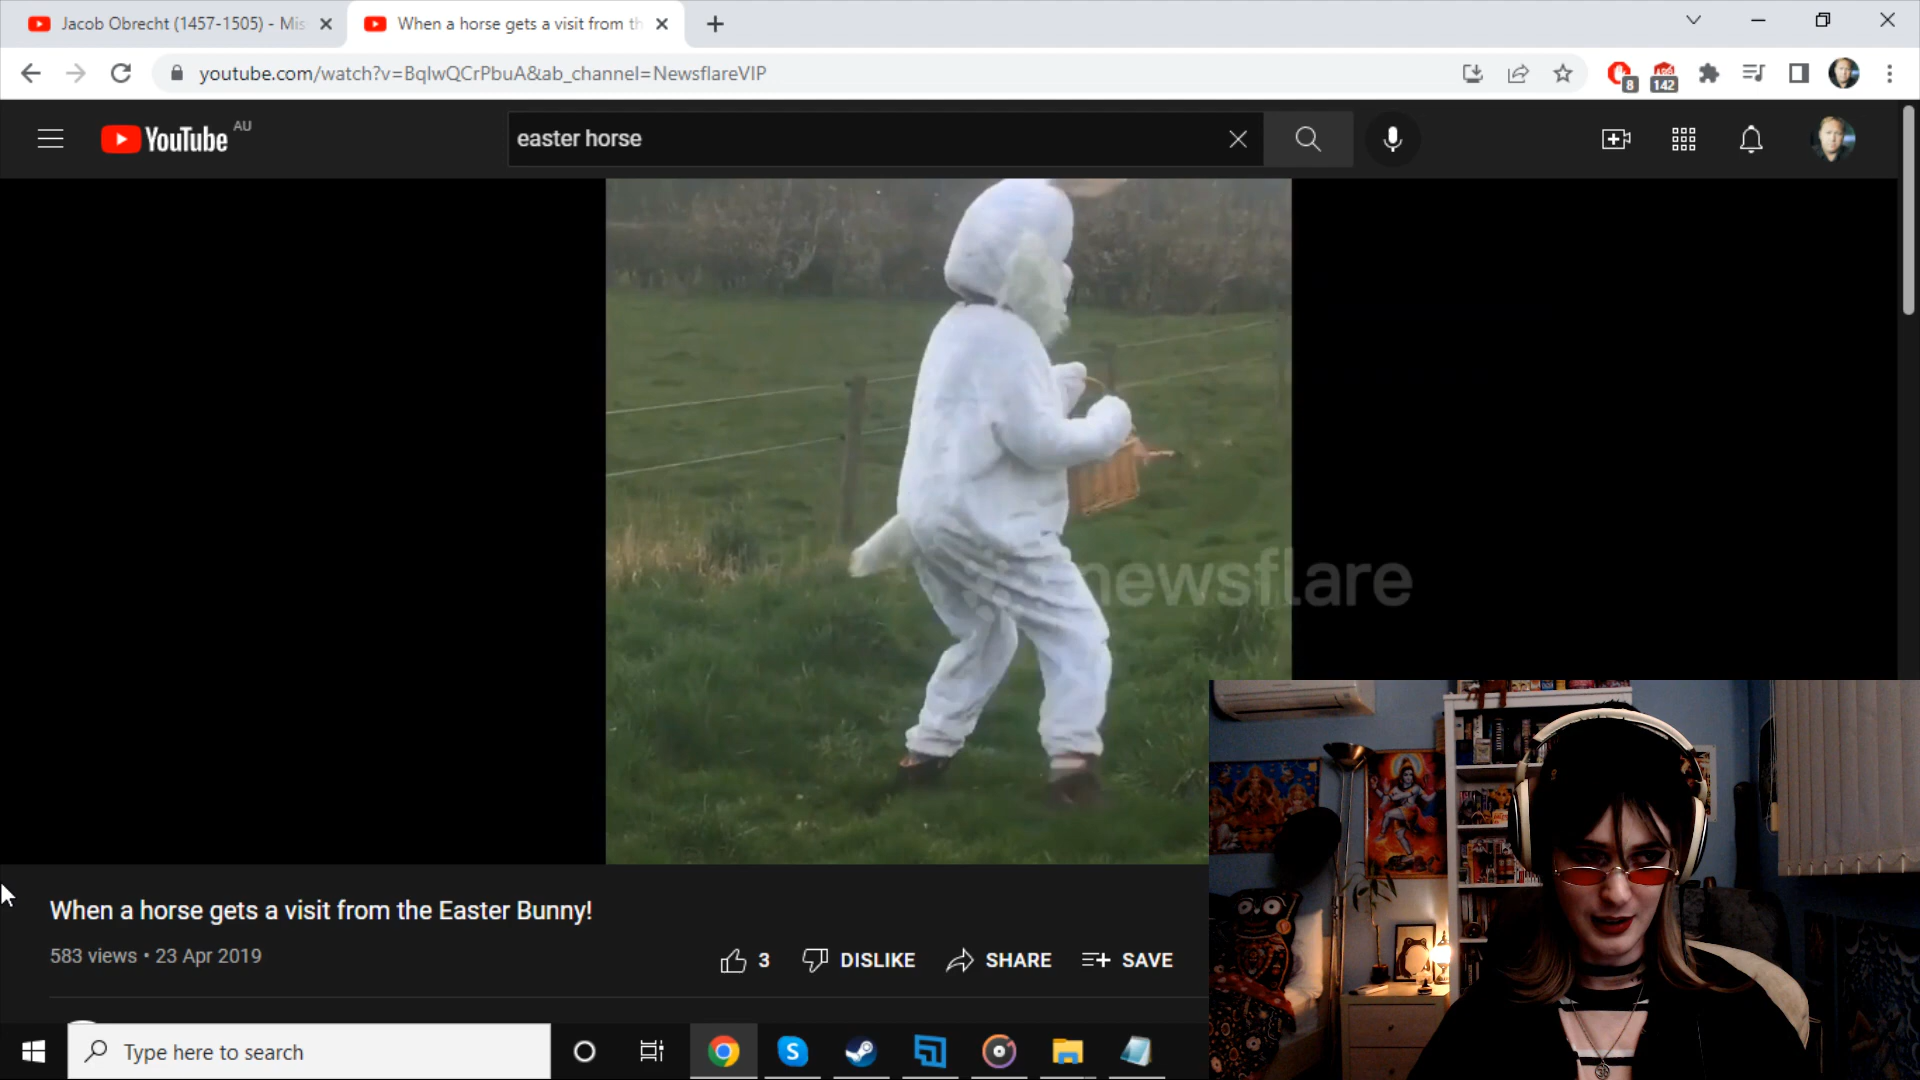 Jacob Obrecht (1457-1505) - Mis
When a horse gets a visit from th
youtube.com/watch?v=BqlwQCrPbuA&ab_channel=NewsflareVIP
8
142
YouTube AU
easter horse
newsflare
When a horse gets a visit from the Easter Bunny!
583 views • 23 Apr 2019
3 DISLIKE SHARE SAVE
Type here to search